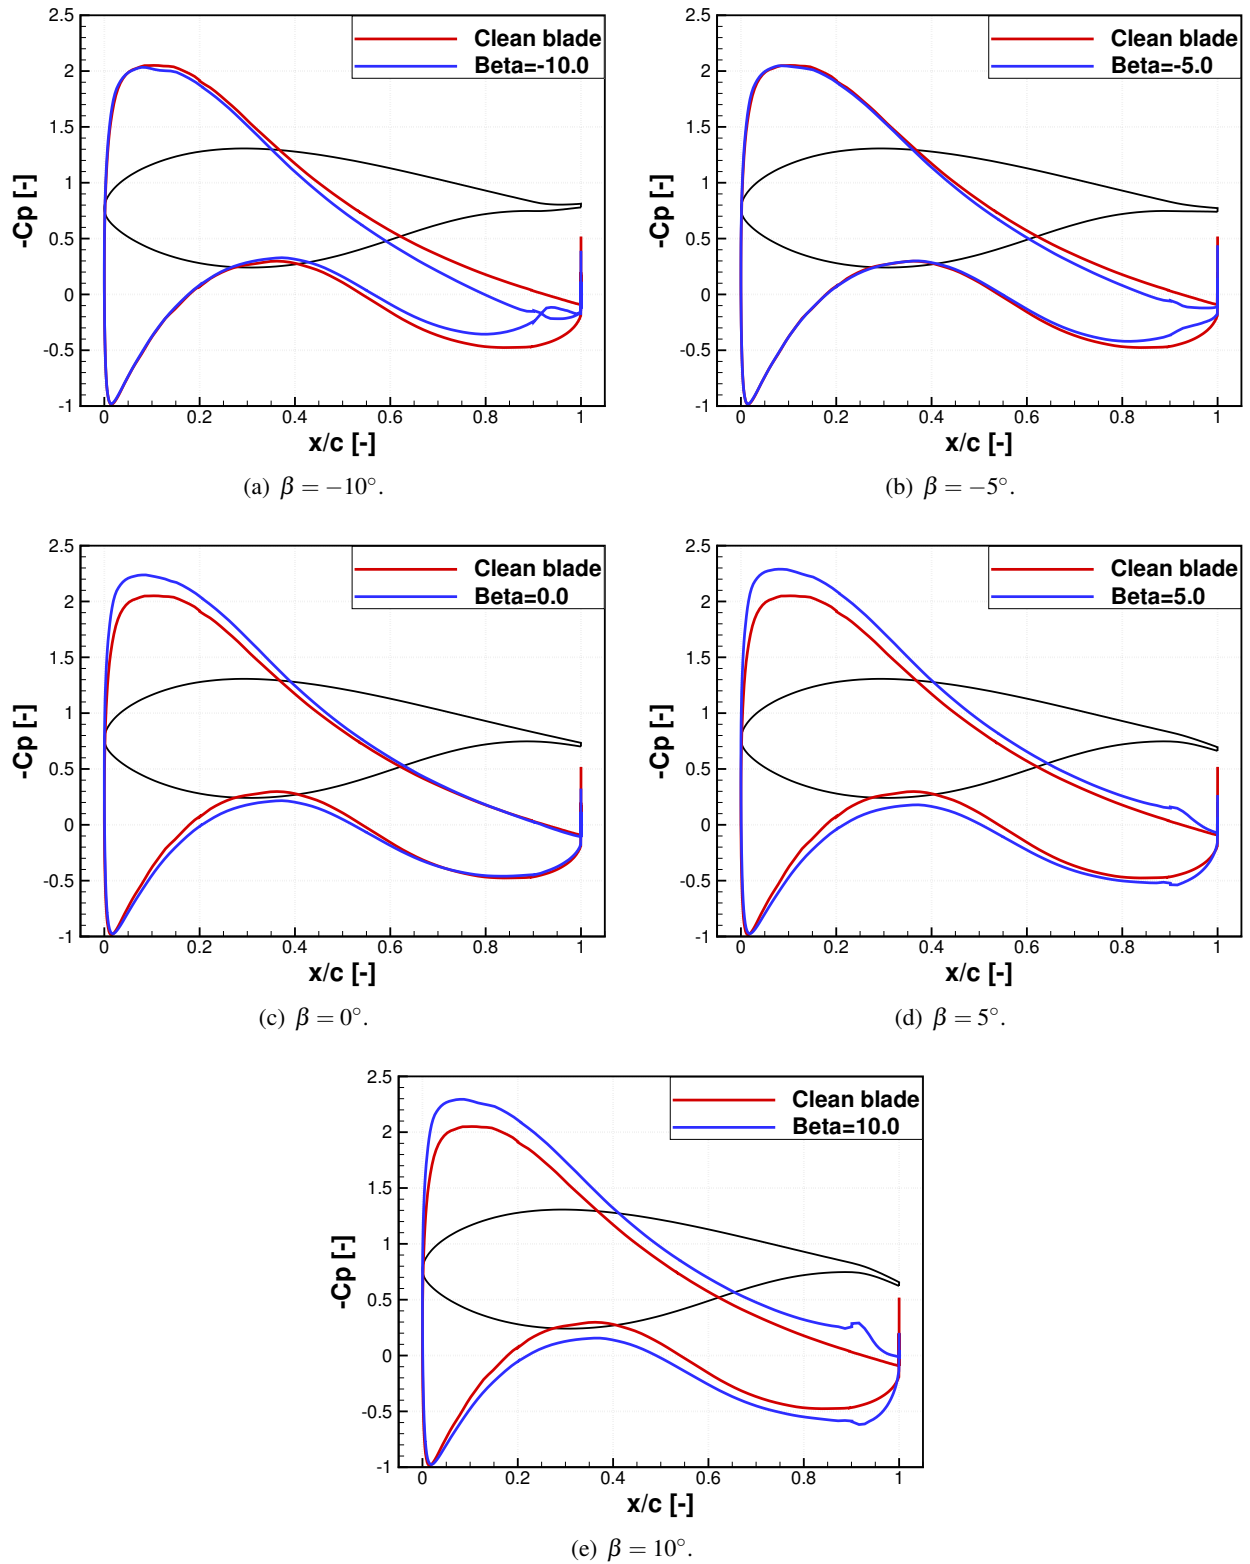 2.5
Clean blade
Beta=-10.0
2
1.5
1
0.5
0
-0.5
-1
-Cp [-]
0 0.2 0.4 0.6 0.8 1
x/c [-]
(a) β = −10°.
2.5
Clean blade
Beta=-5.0
2
1.5
1
0.5
0
-0.5
-1
-Cp [-]
0 0.2 0.4 0.6 0.8 1
x/c [-]
(b) β = −5°.
2.5
Clean blade
Beta=0.0
2
1.5
1
0.5
0
-0.5
-1
-Cp [-]
0 0.2 0.4 0.6 0.8 1
x/c [-]
(c) β = 0°.
2.5
Clean blade
Beta=5.0
2
1.5
1
0.5
0
-0.5
-1
-Cp [-]
0 0.2 0.4 0.6 0.8 1
x/c [-]
(d) β = 5°.
2.5
Clean blade
Beta=10.0
2
1.5
1
0.5
0
-0.5
-1
-Cp [-]
0 0.2 0.4 0.6 0.8 1
x/c [-]
(e) β = 10°.